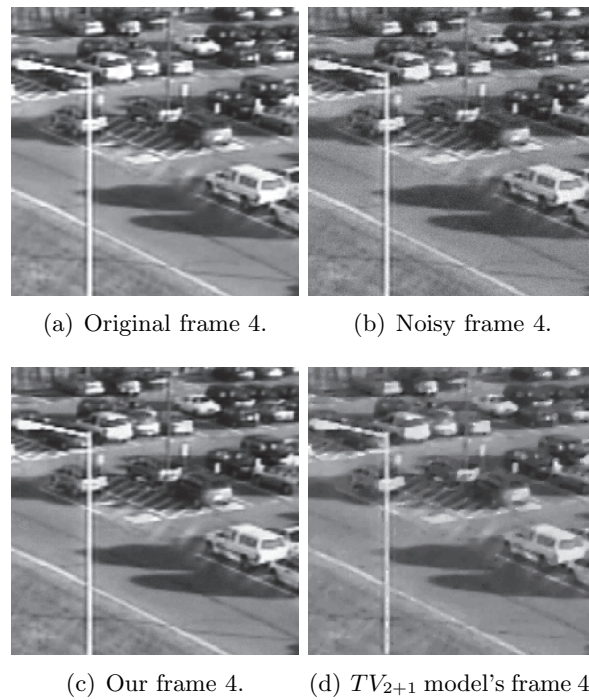 (a) Original frame 4.
(b) Noisy frame 4.
(c) Our frame 4.
(d) TV2+1 model's frame 4